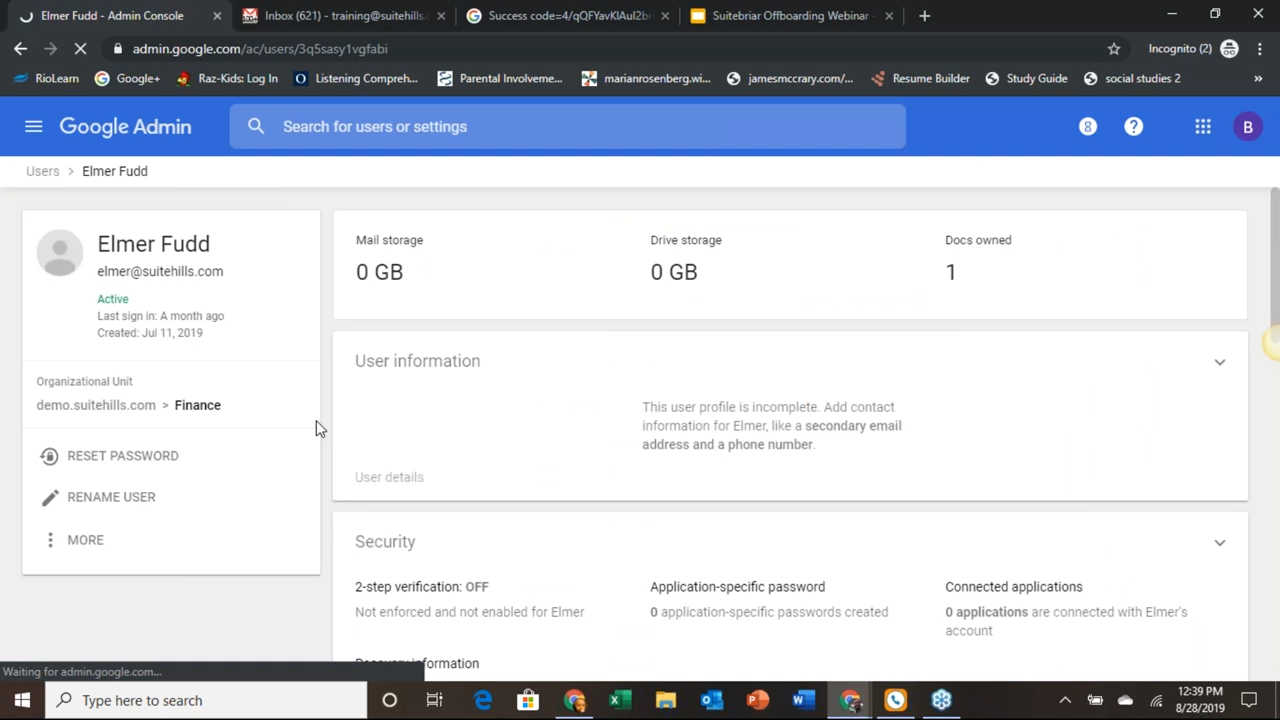 Elmer Fudd - Admin Console
Inbox (621) - training@suitehills.c
Success code=4/qQFYavKlAul2b
Suitebriar Offboarding Webinar -
admin.google.com/ac/users/3q5sasy1vgfabi
Incognito (2)
RioLearn
Google+
Raz-Kids: Log In
Listening Compreh...
Parental Involveme...
marianrosenberg.wi...
jamesmccrary.com/...
Resume Builder
Study Guide
social studies 2
»
Google Admin
Search for users or settings
8
?
B
Users > Elmer Fudd
Elmer Fudd
elmer@suitehills.com
Active
Last sign in: A month ago
Created: Jul 11, 2019
Organizational Unit
demo.suitehills.com > Finance
RESET PASSWORD
RENAME USER
MORE
Mail storage
0 GB
Drive storage
0 GB
Docs owned
1
User information
This user profile is incomplete. Add contact
information for Elmer, like a secondary email
address and a phone number.
User details
Security
2-step verification: OFF
Not enforced and not enabled for Elmer
Application-specific password
0 application-specific passwords created
Connected applications
0 applications are connected with Elmer's
account
Recovery information
Waiting for admin.google.com...
Type here to search
12:39 PM
8/28/2019